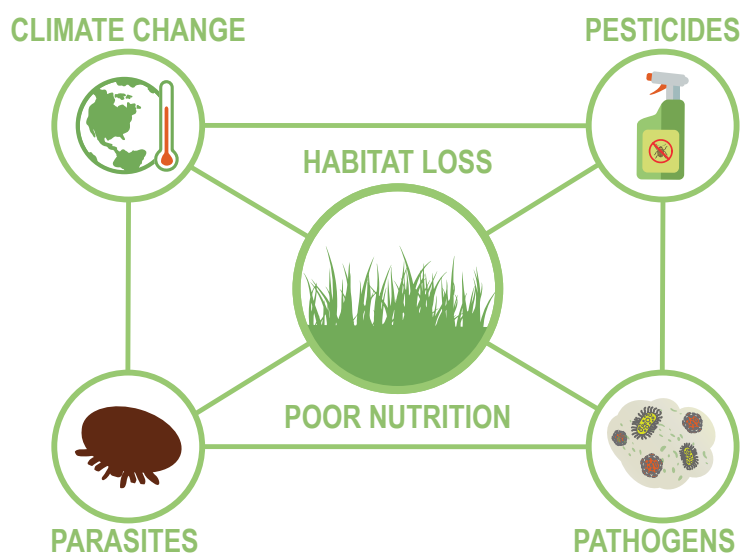 CLIMATE CHANGE
PESTICIDES
HABITAT LOSS
POOR NUTRITION
PARASITES
PATHOGENS